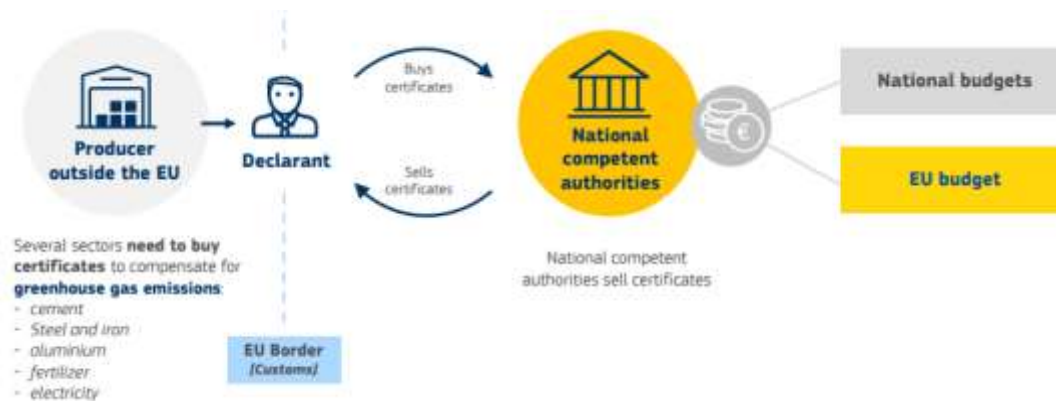 Producer
outside the EU
Declarant
Buys
certificates
Sells
certificates
National
competent
authorities
€
National budgets
EU budget
Several sectors need to buy
certificates to compensate for
greenhouse gas emissions:
- cement
- Steel and iron
- aluminium
- fertilizer
- electricity
EU Border
(Customs)
National competent
authorities sell certificates